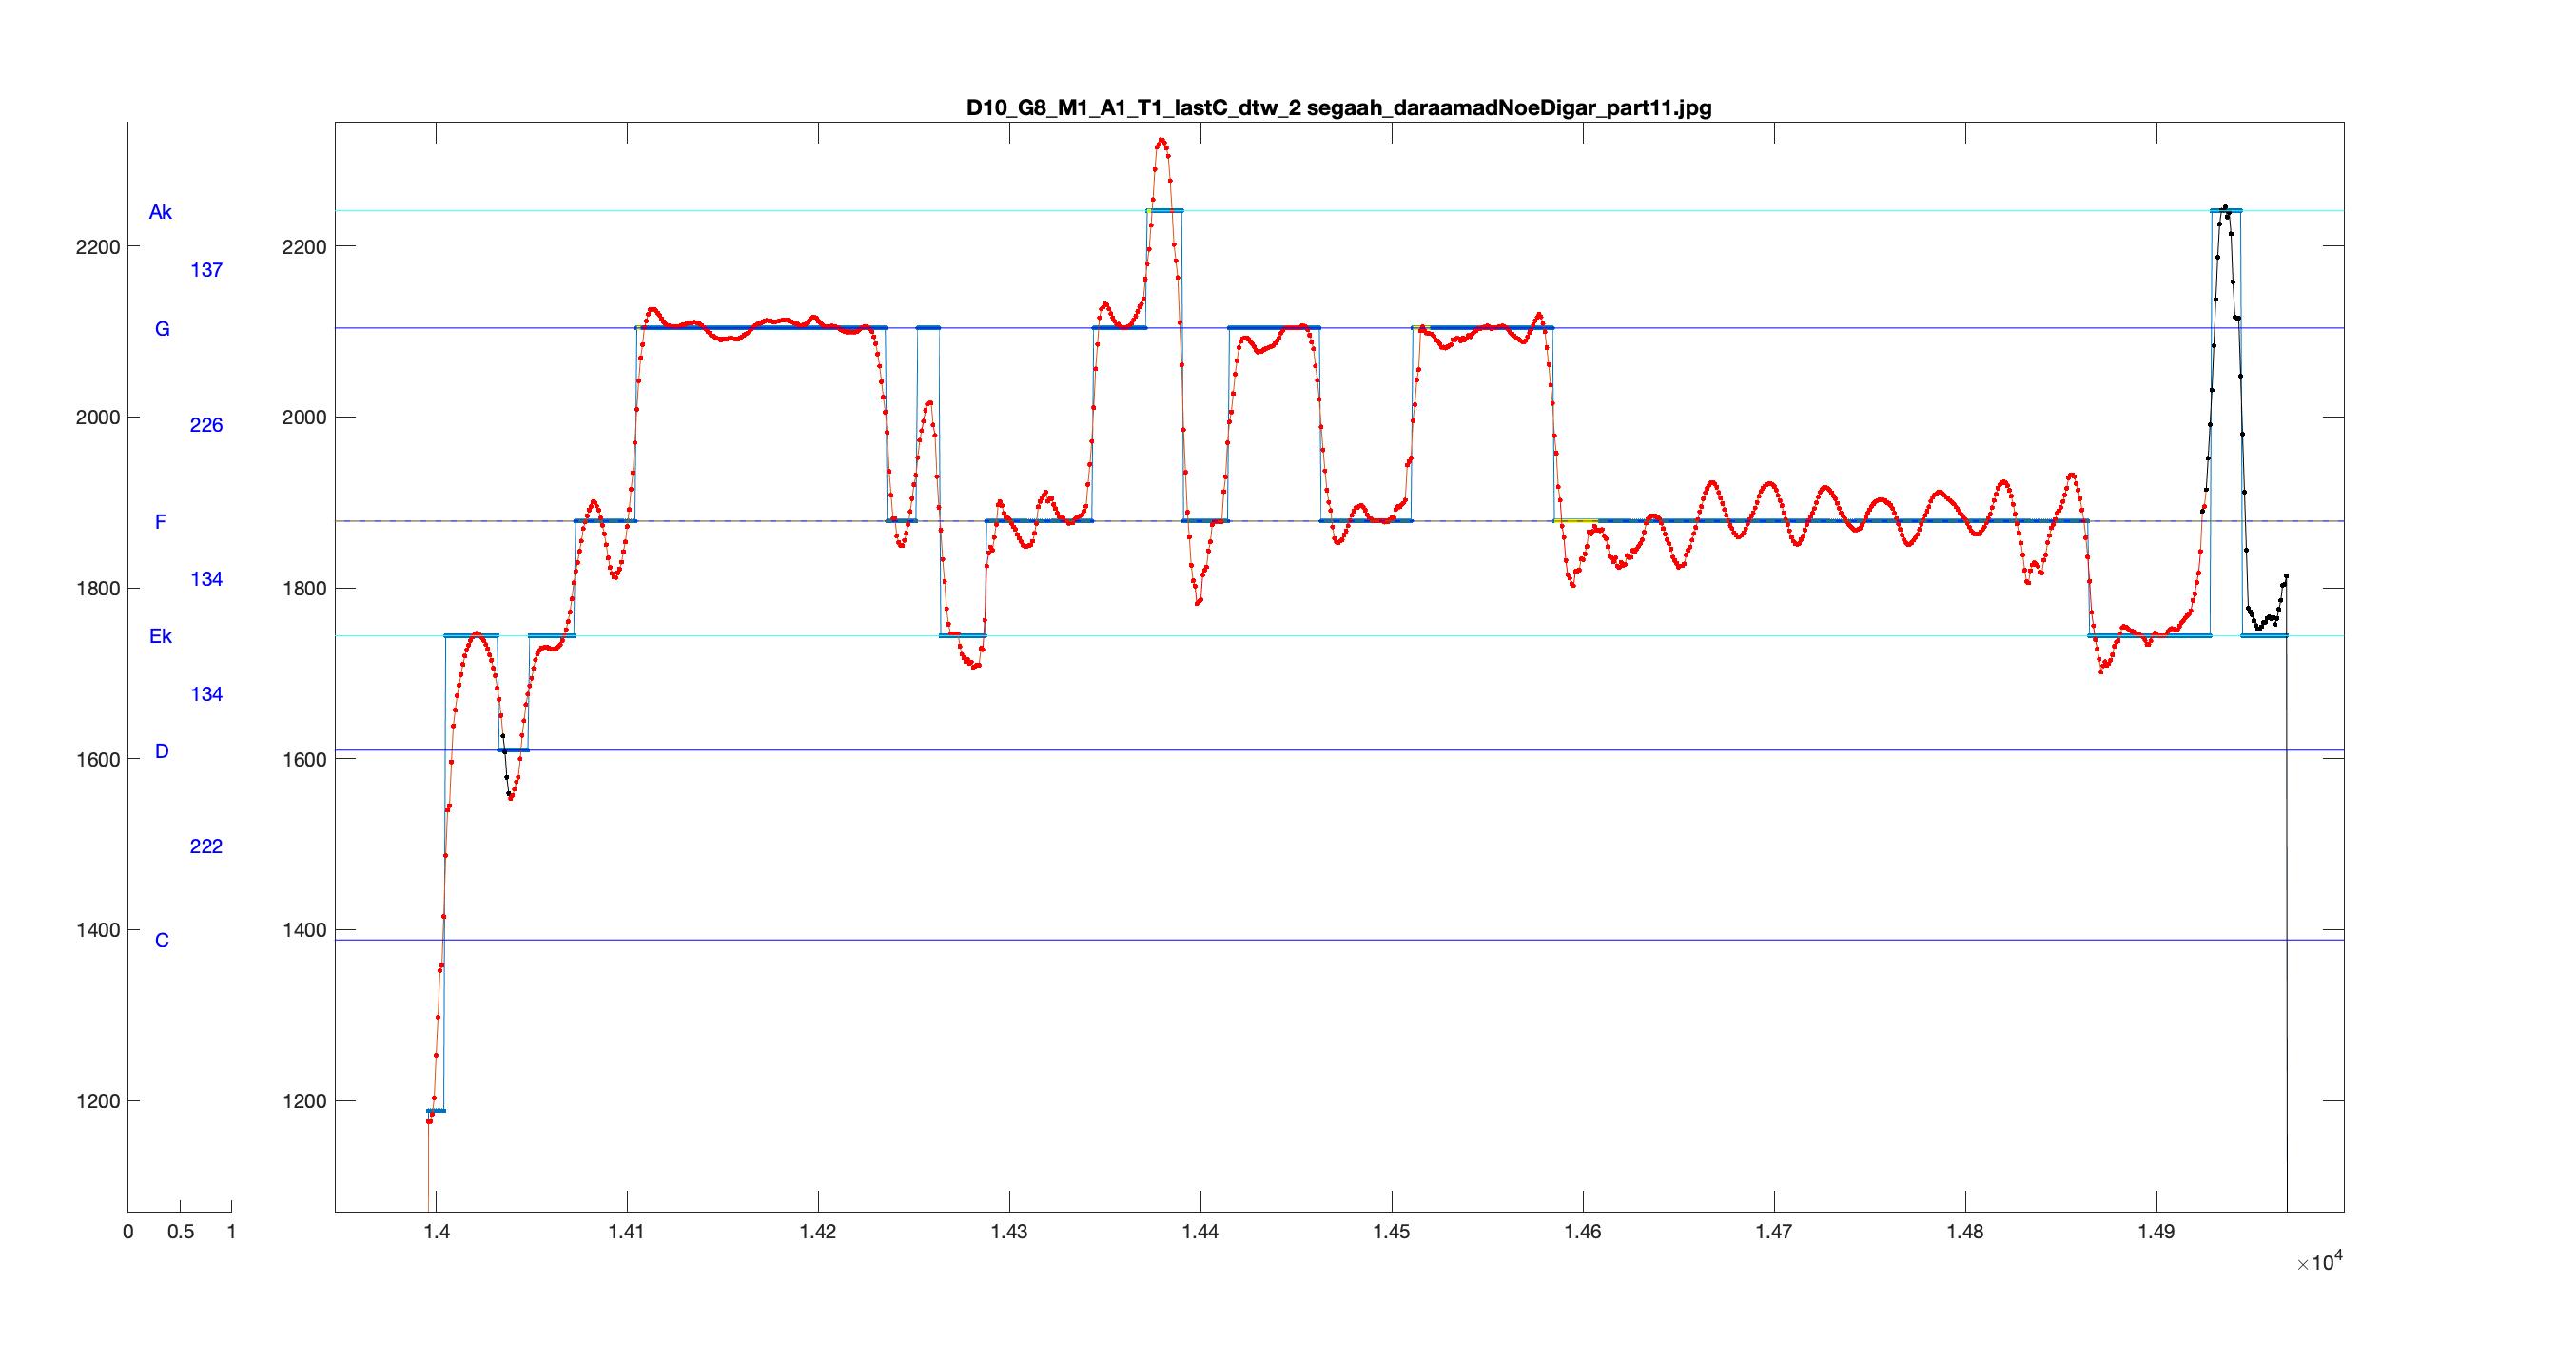 D10_G8_M1_A1_T1_lastC_dtw_2 segaah_daraamadNoeDigar_part11.jpg
Ak
2200 2200
137
G
226
2000 2000
F
1800 134 1800
Ek
134
1600 D 1600
222
1400 C 1400
1200 1200
0 0.5 1 1.4 1.41 1.42 1.43 1.44 1.45 1.46 1.47 1.48 1.49
×10⁴